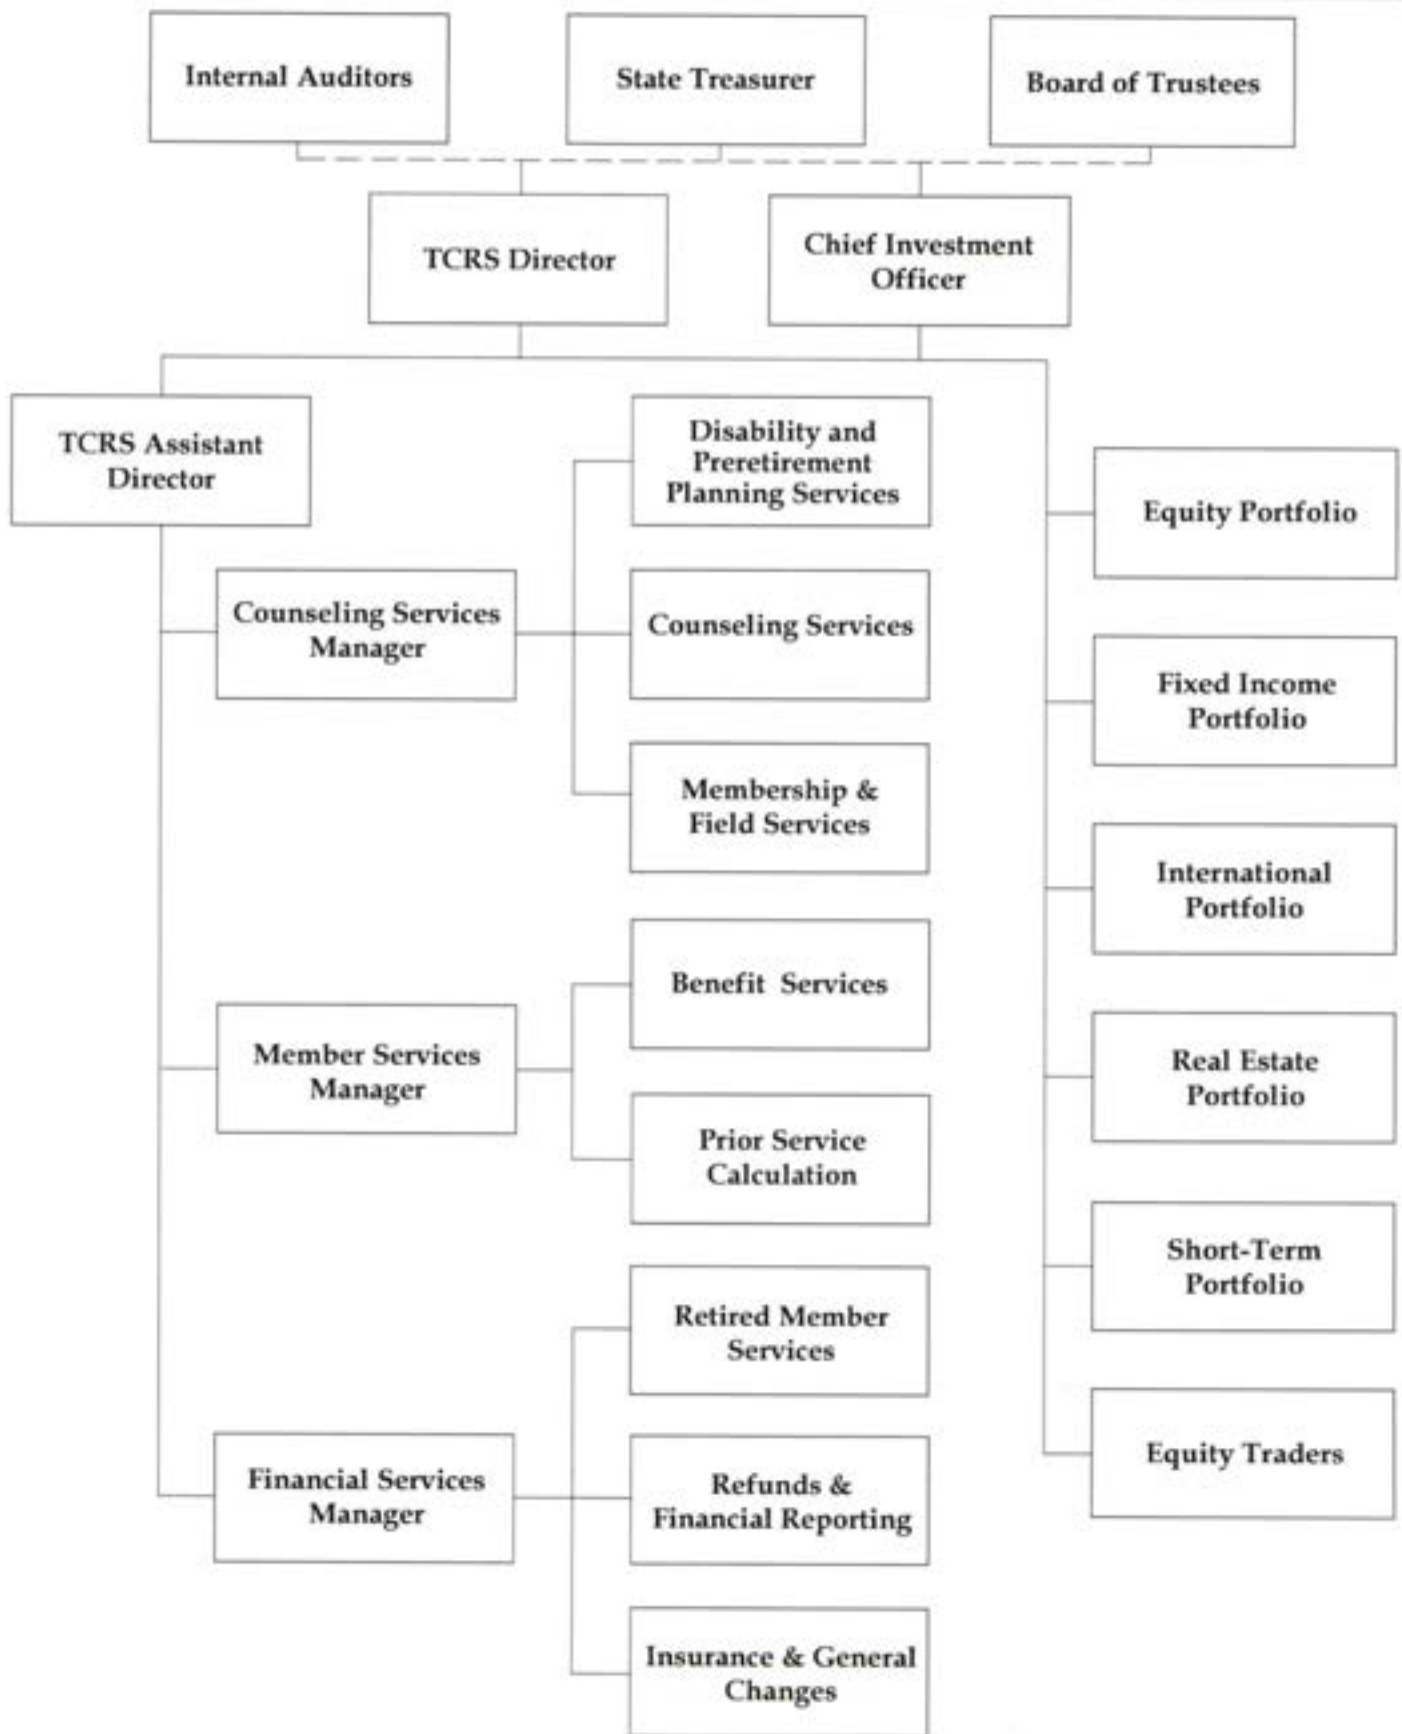 Internal Auditors
State Treasurer
Board of Trustees
TCRS Director
Chief Investment
Officer
TCRS Assistant
Director
Disability and
Preretirement
Planning Services
Equity Portfolio
Counseling Services
Manager
Counseling Services
Fixed Income
Portfolio
Membership &
Field Services
International
Portfolio
Benefit Services
Member Services
Manager
Real Estate
Portfolio
Prior Service
Calculation
Short-Term
Portfolio
Retired Member
Services
Equity Traders
Financial Services
Manager
Refunds &
Financial Reporting
Insurance & General
Changes